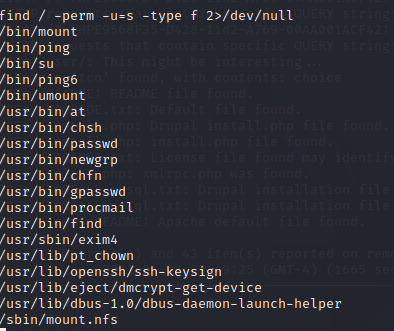 find / -perm -u=s -type f 2>/dev/null
/bin/mount
/bin/ping
/bin/su
/bin/ping6
/bin/umount
/usr/bin/at
/usr/bin/chsh
/usr/bin/passwd
/usr/bin/newgrp
/usr/bin/chfn
/usr/bin/gpasswd
/usr/bin/procmail
/usr/bin/find
/usr/sbin/exim4
/usr/lib/pt_chown
/usr/lib/openssh/ssh-keysign
/usr/lib/eject/dmcrypt-get-device
/usr/lib/dbus-1.0/dbus-daemon-launch-helper
/sbin/mount.nfs